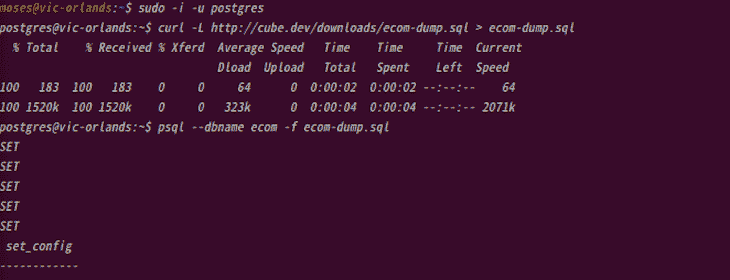 moses@vic-orlands:~$ sudo -i -u postgres
postgres@vic-orlands:~$ curl -L http://cube.dev/downloads/ecom-dump.sql > ecom-dump.sql
% Total % Received % Xferd Average Speed Time Time Time Current
Dload Upload Total Spent Left Speed
100 183 100 183 0 0 64 0 0:00:02 0:00:02 --:--:-- 64
100 1520k 100 1520k 0 0 323k 0 0:00:04 0:00:04 --:--:-- 2071k
postgres@vic-orlands:~$ psql --dbname ecom -f ecom-dump.sql
SET
SET
SET
SET
SET
set_config
------------